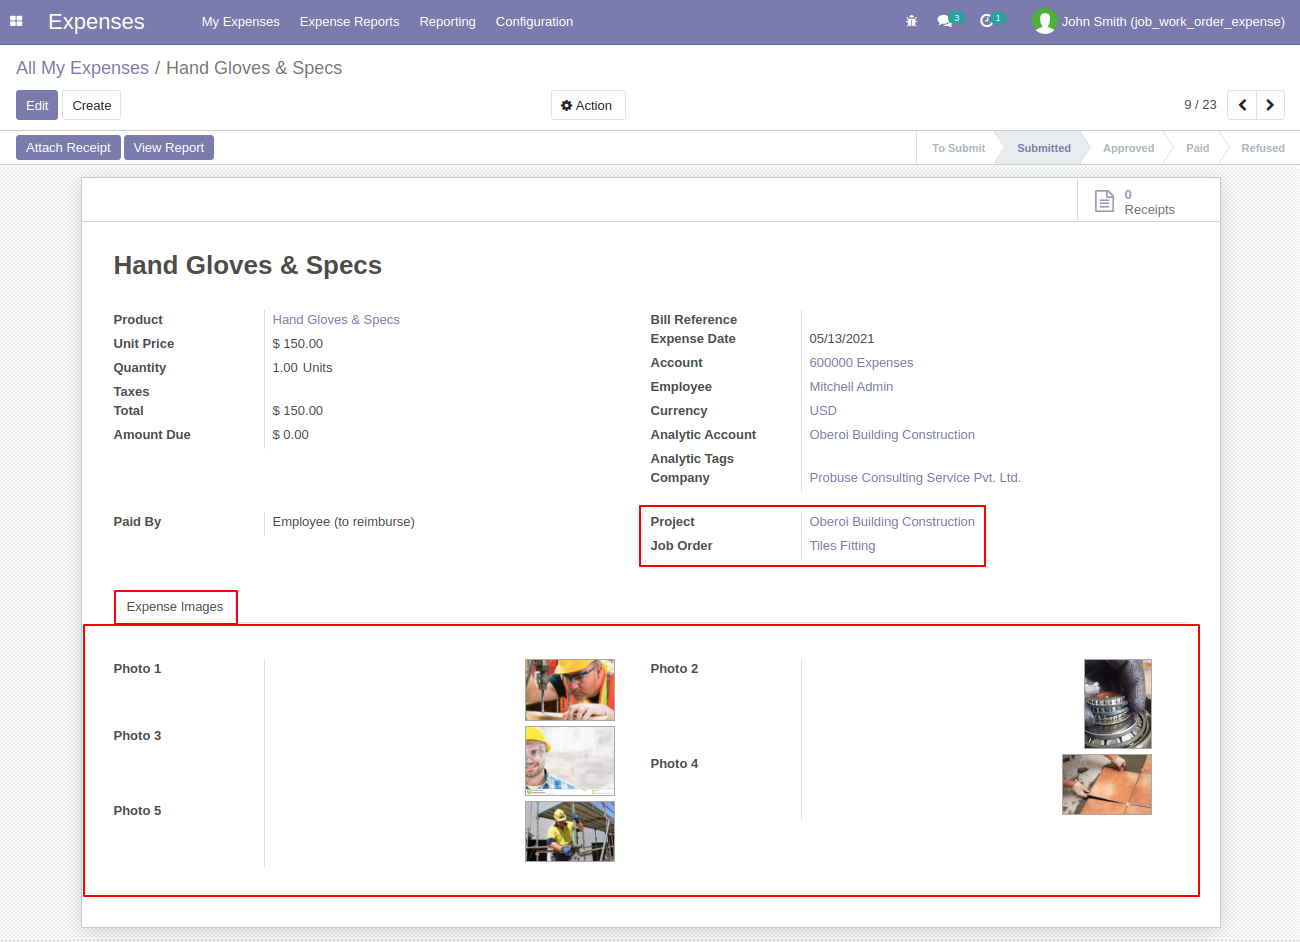 Expenses My Expenses Expense Reports Reporting Configuration 3 1 John Smith (job_work_order_expense)
All My Expenses / Hand Gloves & Specs
Edit Create Action 9 / 23
Attach Receipt View Report To Submit Submitted Approved Paid Refused
0
Receipts
Hand Gloves & Specs
Product Hand Gloves & Specs
Unit Price $ 150.00
Quantity 1.00 Units
Taxes
Total $ 150.00
Amount Due $ 0.00
Bill Reference
Expense Date 05/13/2021
Account 600000 Expenses
Employee Mitchell Admin
Currency USD
Analytic Account Oberoi Building Construction
Analytic Tags
Company Probuse Consulting Service Pvt. Ltd.
Paid By Employee (to reimburse)
Project Oberoi Building Construction
Job Order Tiles Fitting
Expense Images
Photo 1
Photo 2
Photo 3
Photo 4
Photo 5